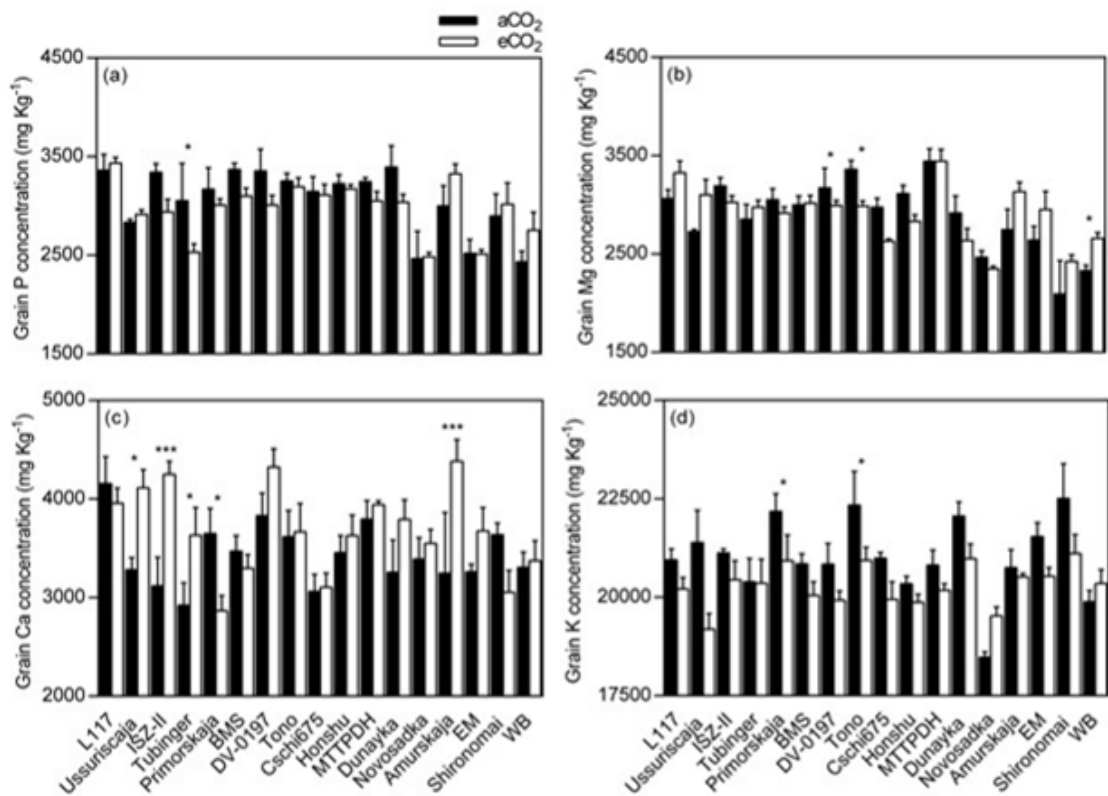 aCO₂
eCO₂
(a)
Grain P concentration (mg Kg⁻¹)
4500
3500
2500
1500
*
(b)
Grain Mg concentration (mg Kg⁻¹)
4500
3500
2500
1500
* * *
(c)
Grain Ca concentration (mg Kg⁻¹)
5000
4000
3000
2000
* *** * * ***
(d)
Grain K concentration (mg Kg⁻¹)
25000
22500
20000
17500
* *
L117
Ussuriscaja
ISZ-II
Tubinger
Primorskaja
BMS
DV-0197
Tono
Cschi675
Honshu
MTTPDH
Dunayka
Novosadka
Amurskaja
EM
Shironomai
WB
L117
Ussuriscaja
ISZ-II
Tubinger
Primorskaja
BMS
DV-0197
Tono
Cschi675
Honshu
MTTPDH
Dunayka
Novosadka
Amurskaja
EM
Shironomai
WB